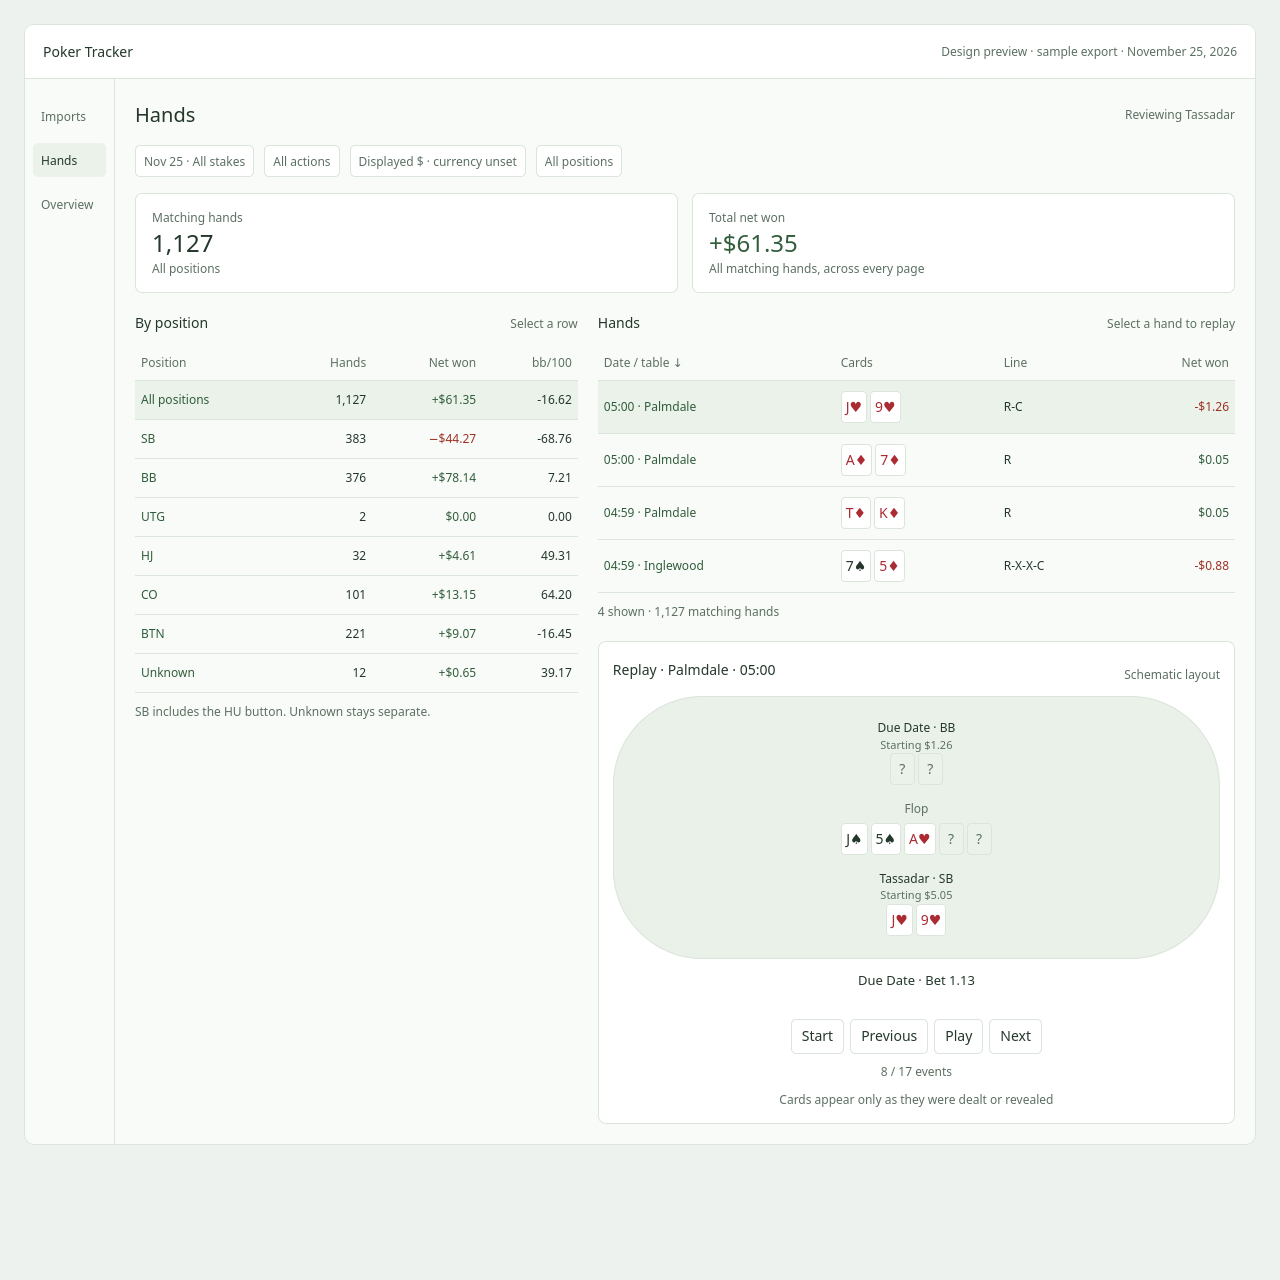 Poker Tracker
Design preview · sample export · November 25, 2026
Imports
Hands
Overview
Hands
Reviewing Tassadar
Nov 25 · All stakes
All actions
Displayed $ · currency unset
All positions
Matching hands
1,127
All positions
Total net won
+$61.35
All matching hands, across every page
By position
Select a row
Position Hands Net won bb/100
All positions 1,127 +$61.35 -16.62
SB 383 −$44.27 -68.76
BB 376 +$78.14 7.21
UTG 2 $0.00 0.00
HJ 32 +$4.61 49.31
CO 101 +$13.15 64.20
BTN 221 +$9.07 -16.45
Unknown 12 +$0.65 39.17
SB includes the HU button. Unknown stays separate.
Hands
Select a hand to replay
Date / table ↓ Cards Line Net won
05:00 · Palmdale J♥ 9♥ R-C -$1.26
05:00 · Palmdale A♦ 7♦ R $0.05
04:59 · Palmdale T♦ K♦ R $0.05
04:59 · Inglewood 7♠ 5♦ R-X-X-C -$0.88
4 shown · 1,127 matching hands
Replay · Palmdale · 05:00
Schematic layout
Due Date · BB
Starting $1.26
? ?
Flop
J♠ 5♠ A♥ ? ?
Tassadar · SB
Starting $5.05
J♥ 9♥
Due Date · Bet 1.13
Start Previous Play Next
8 / 17 events
Cards appear only as they were dealt or revealed